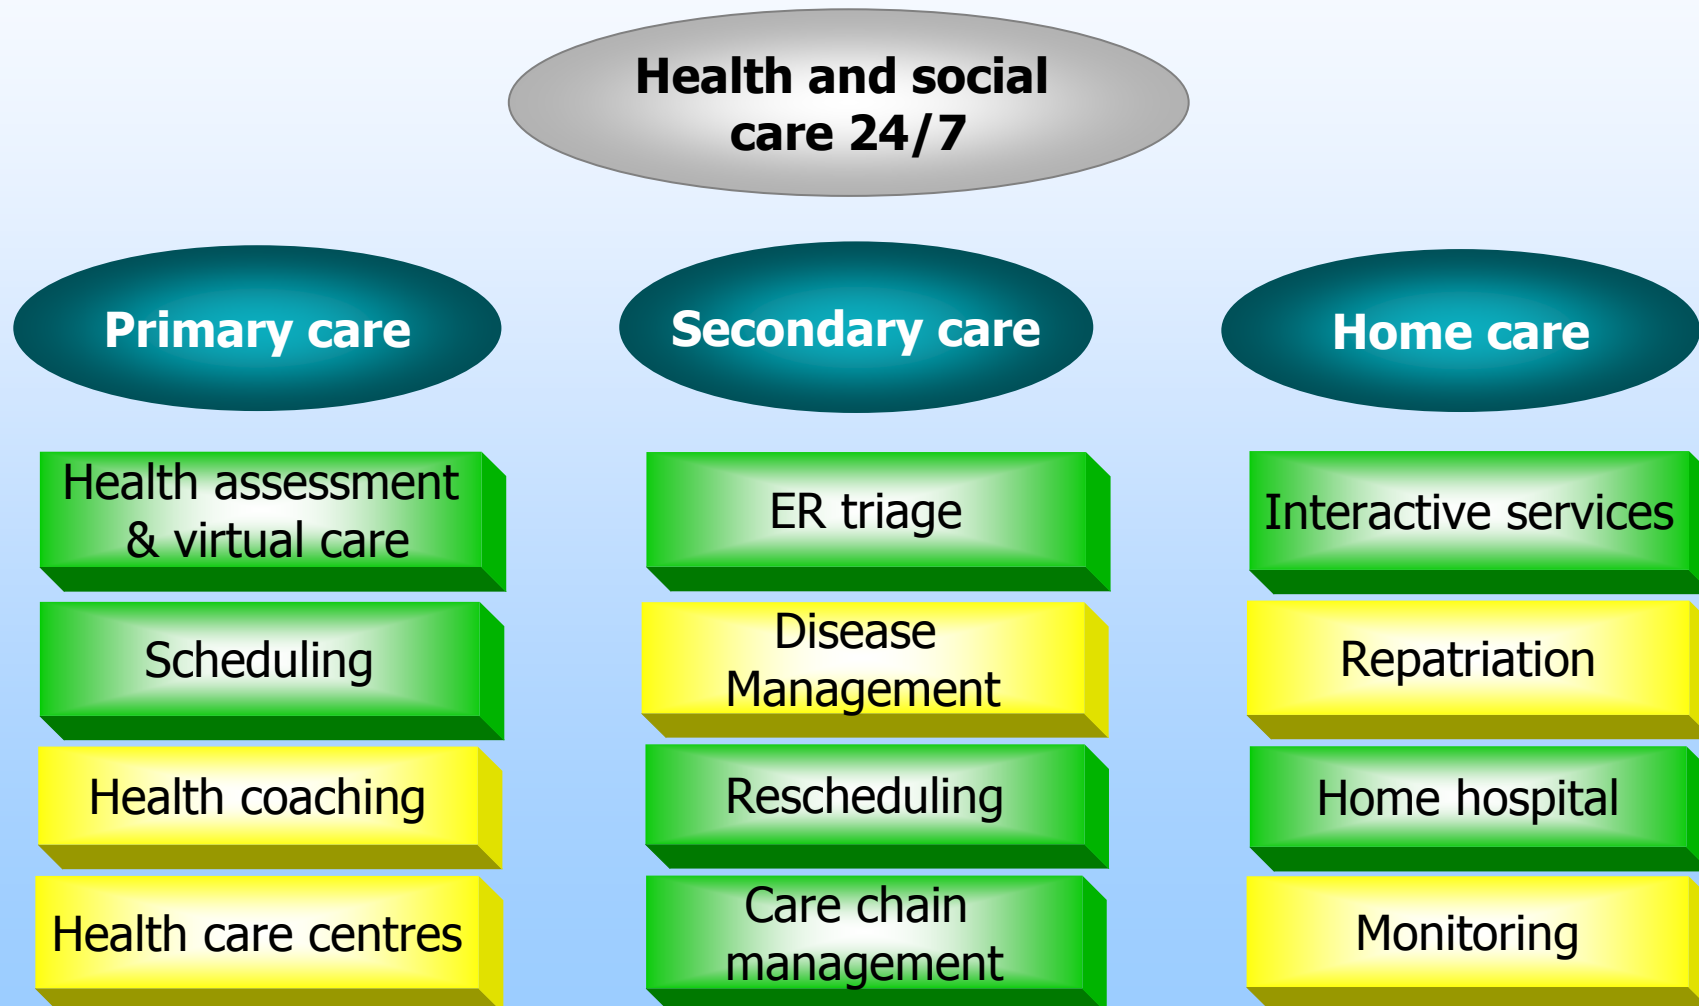 Health and social
care 24/7
Primary care
Secondary care
Home care
Health assessment
& virtual care
ER triage
Interactive services
Scheduling
Disease
Management
Repatriation
Health coaching
Rescheduling
Home hospital
Health care centres
Care chain
management
Monitoring